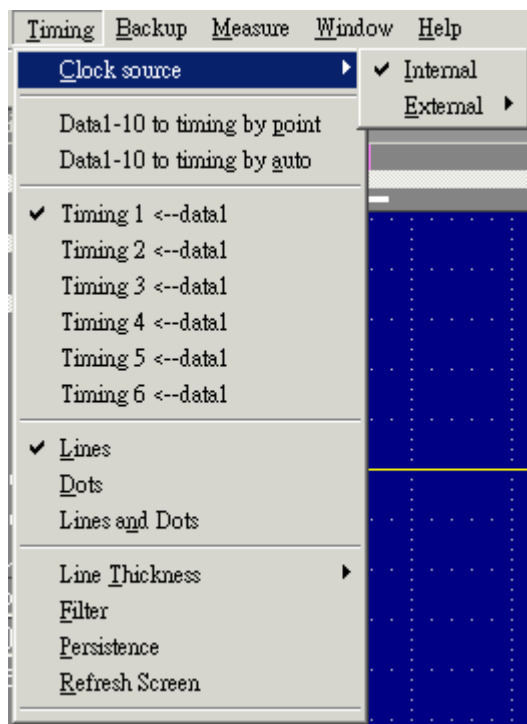 Timing Backup Measure Window Help
Clock source
Internal
External
Data1-10 to timing by point
Data1-10 to timing by auto
Timing 1 <--data1
Timing 2 <--data1
Timing 3 <--data1
Timing 4 <--data1
Timing 5 <--data1
Timing 6 <--data1
Lines
Dots
Lines and Dots
Line Thickness
Filter
Persistence
Refresh Screen